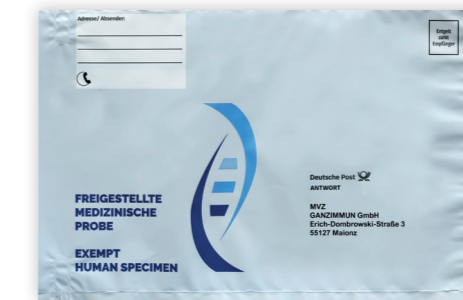 Adresse/ Absender:
Entgelt
zahlt
Empfänger
Deutsche Post
ANTWORT
MVZ
GANZIMMUN GmbH
Erich-Dombrowski-Straße 3
55127 Maionz
FREIGESTELLTE
MEDIZINISCHE
PROBE
EXEMPT
HUMAN SPECIMEN